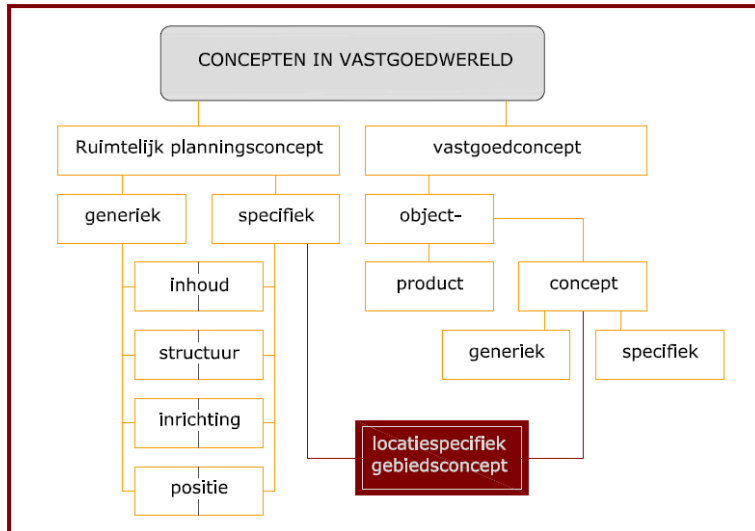 CONCEPTEN IN VASTGOEDWERELD
Ruimtelijk planningsconcept
vastgoedconcept
generiek
specifiek
object-
inhoud
product
concept
structuur
generiek
specifiek
inrichting
locatiespecifiek
gebiedsconcept
positie